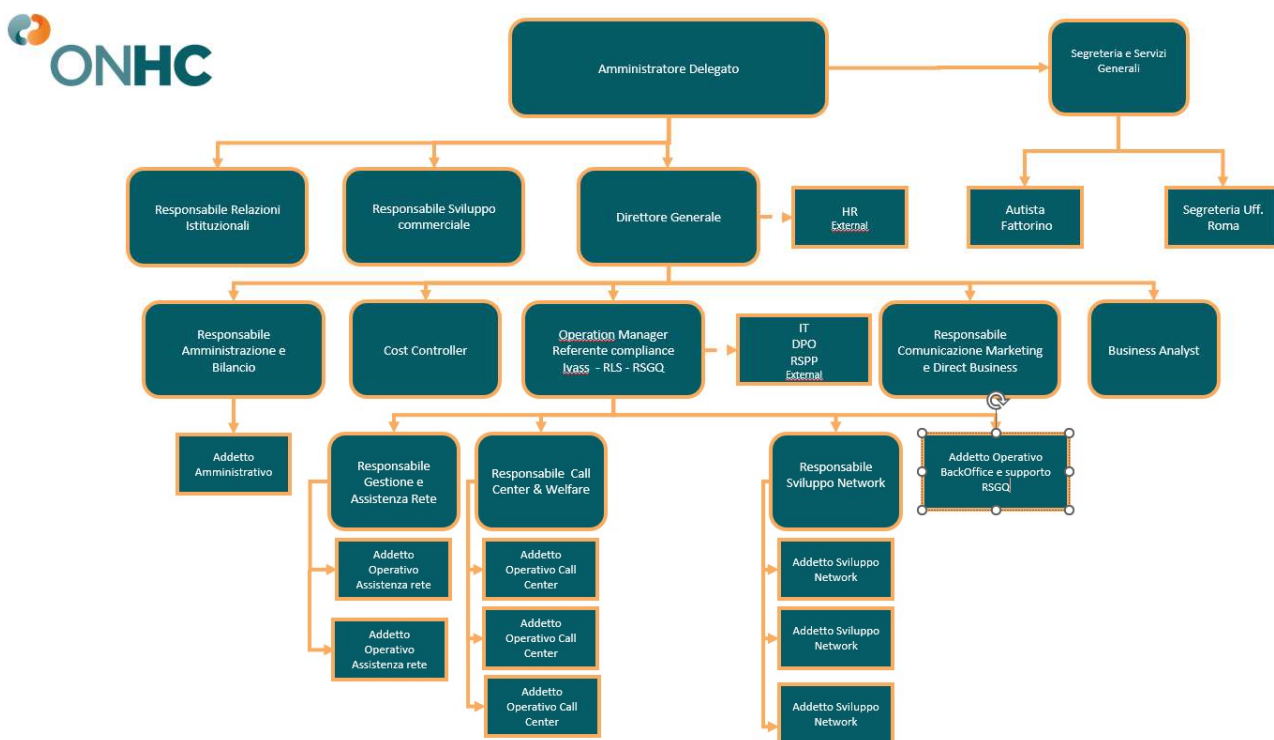 ONHC
Amministratore Delegato
Segreteria e Servizi
Generali
Responsabile Relazioni
Istituzionali
Responsabile Sviluppo
commerciale
Direttore Generale
HR
External
Autista
Fattorino
Segreteria Uff.
Roma
Responsabile
Amministrazione e
Bilancio
Cost Controller
Operation Manager
Referente compliance
Ivass - RLS - RSGQ
IT
DPO
RSPP
External
Responsabile
Comunicazione Marketing
e Direct Business
Business Analyst
Addetto
Amministrativo
Responsabile
Gestione e
Assistenza Rete
Responsabile Call
Center & Welfare
Responsabile
Sviluppo Network
Addetto Operativo
BackOffice e supporto
RSGQ
Addetto
Operativo
Assistenza rete
Addetto
Operativo Call
Center
Addetto Sviluppo
Network
Addetto
Operativo
Assistenza rete
Addetto
Operativo Call
Center
Addetto Sviluppo
Network
Addetto
Operativo Call
Center
Addetto Sviluppo
Network